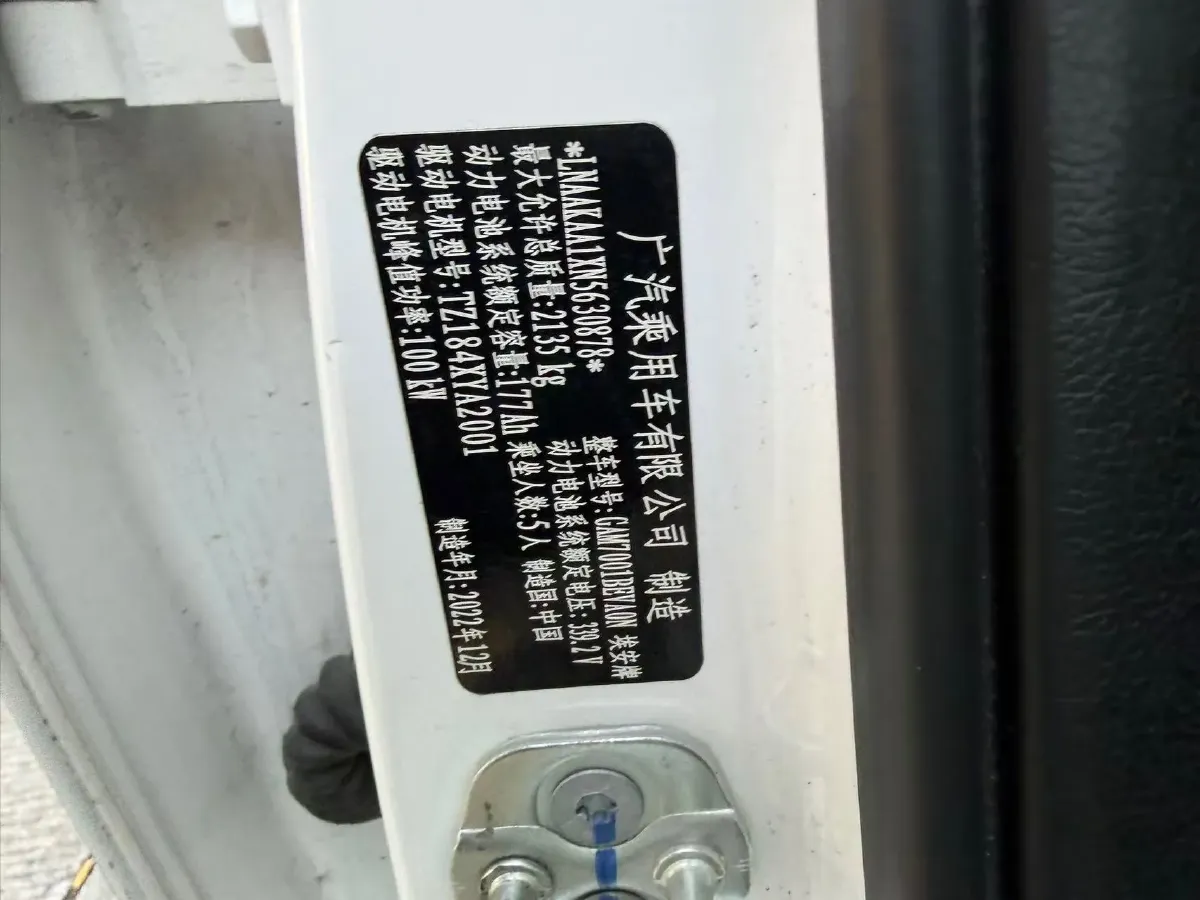 广汽乘用车有限公司 制造
*LNAAKAA1XN5630878* 整车型号:GAM7001BEVA0N 埃安牌
最大允许总质量:2135 kg 动力电池系统额定电压:339.2 V
动力电池系统额定容量:177Ah 乘坐人数:5人 制造国:中国
驱动电机型号:TZ184XYA2001
驱动电机峰值功率:100 kW 制造年月:2022年12月